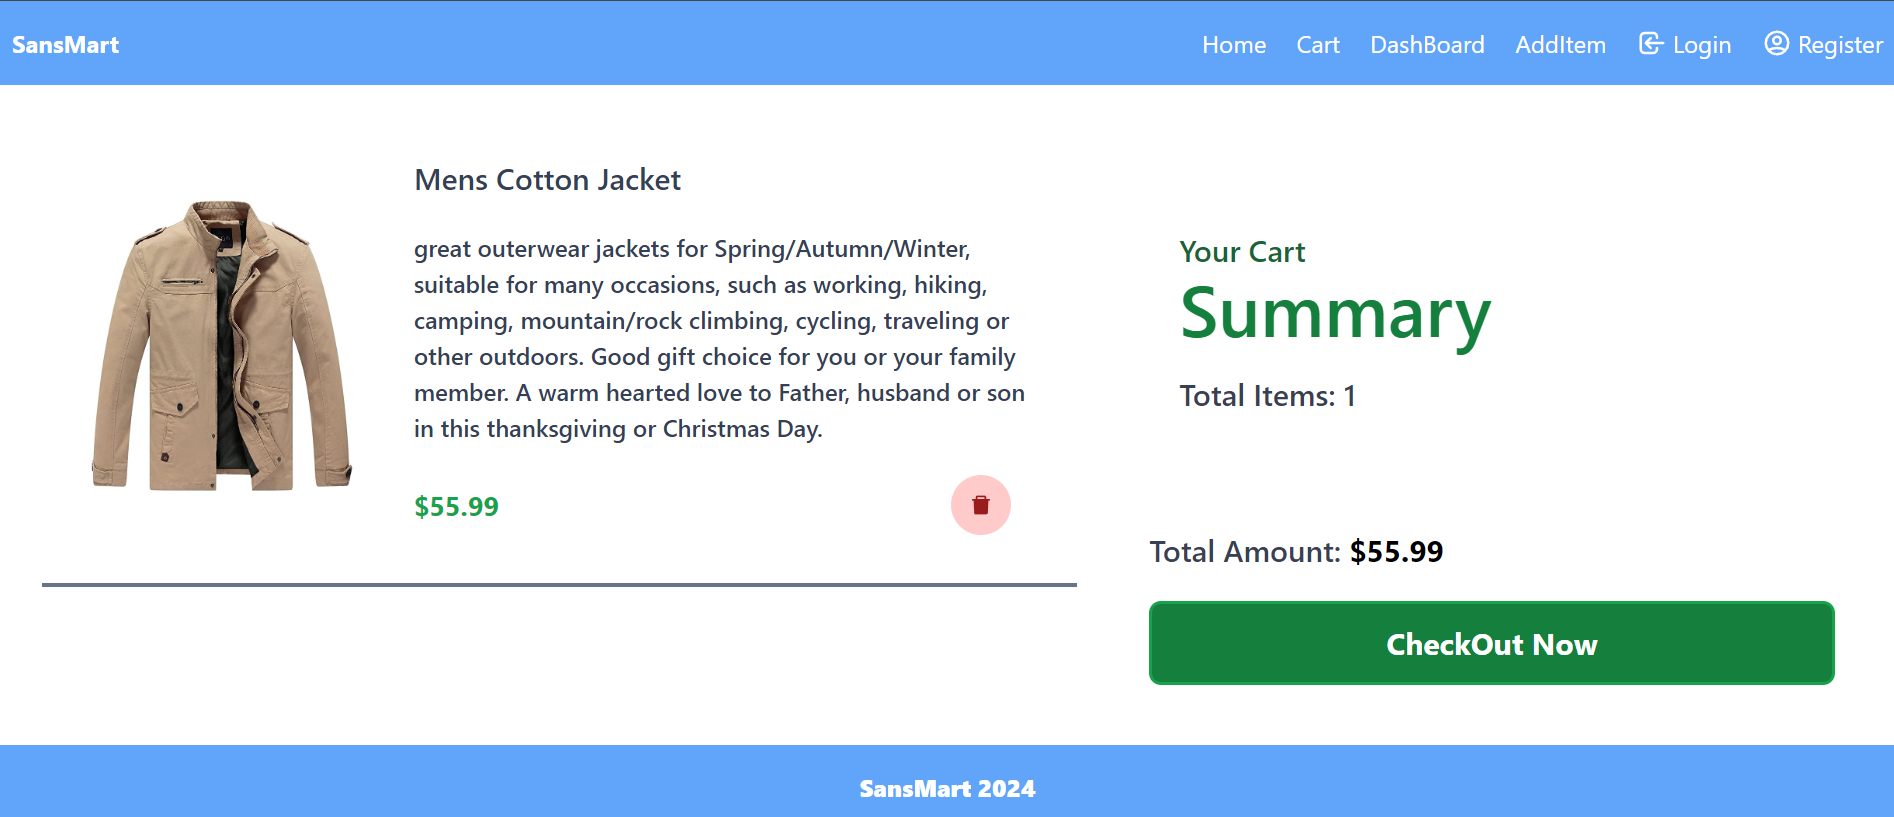 SansMart
Home Cart DashBoard AddItem Login Register
Mens Cotton Jacket
great outerwear jackets for Spring/Autumn/Winter,
suitable for many occasions, such as working, hiking,
camping, mountain/rock climbing, cycling, traveling or
other outdoors. Good gift choice for you or your family
member. A warm hearted love to Father, husband or son
in this thanksgiving or Christmas Day.
$55.99
Your Cart
Summary
Total Items: 1
Total Amount: $55.99
CheckOut Now
SansMart 2024